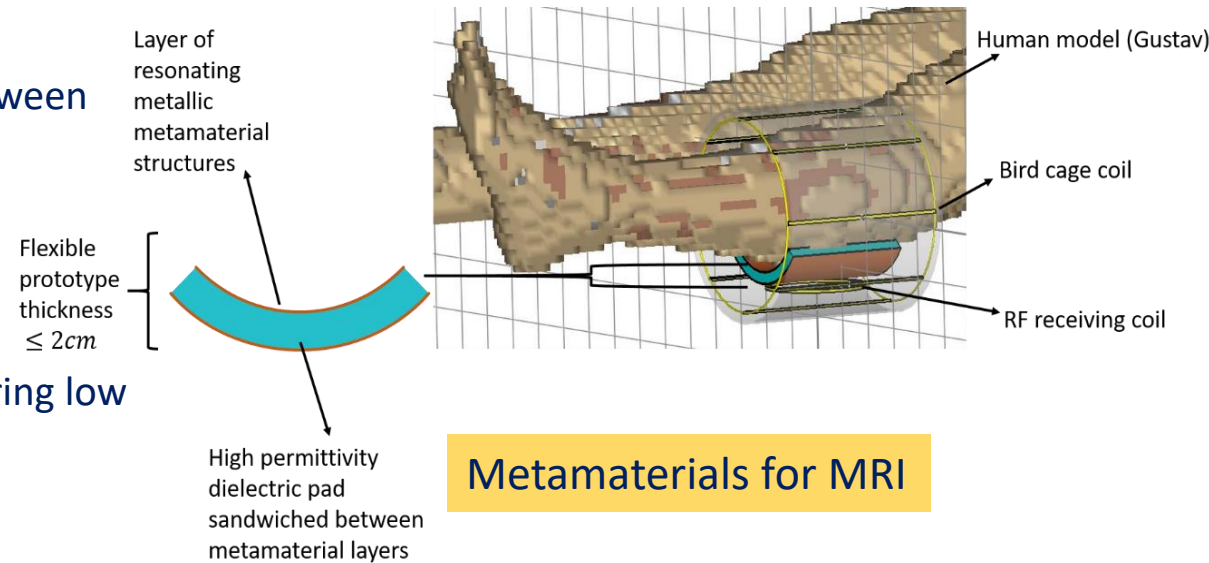 Layer of
resonating
metallic
metamaterial
structures
ween
Flexible
prototype
thickness
≤ 2cm
ring low
High permittivity
dielectric pad
sandwiched between
metamaterial layers
Human model (Gustav)
Bird cage coil
RF receiving coil
Metamaterials for MRI